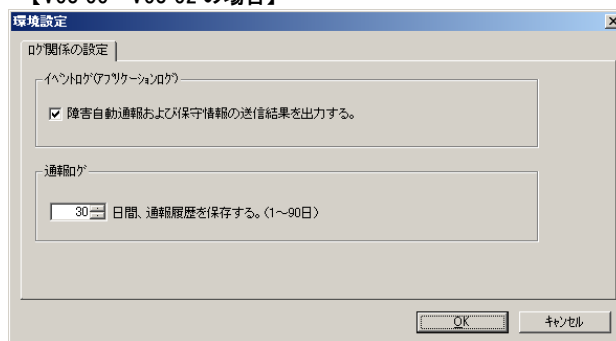 環境設定
ﾛｸﾞ関係の設定
ｲﾍﾞﾝﾄﾛｸﾞ(ｱﾌﾟﾘｹｰｼｮﾝﾛｸﾞ)
障害自動通報および保守情報の送信結果を出力する。
通報ﾛｸﾞ
30 日間、通報履歴を保存する。(1～90日)
OK ｷｬﾝｾﾙ